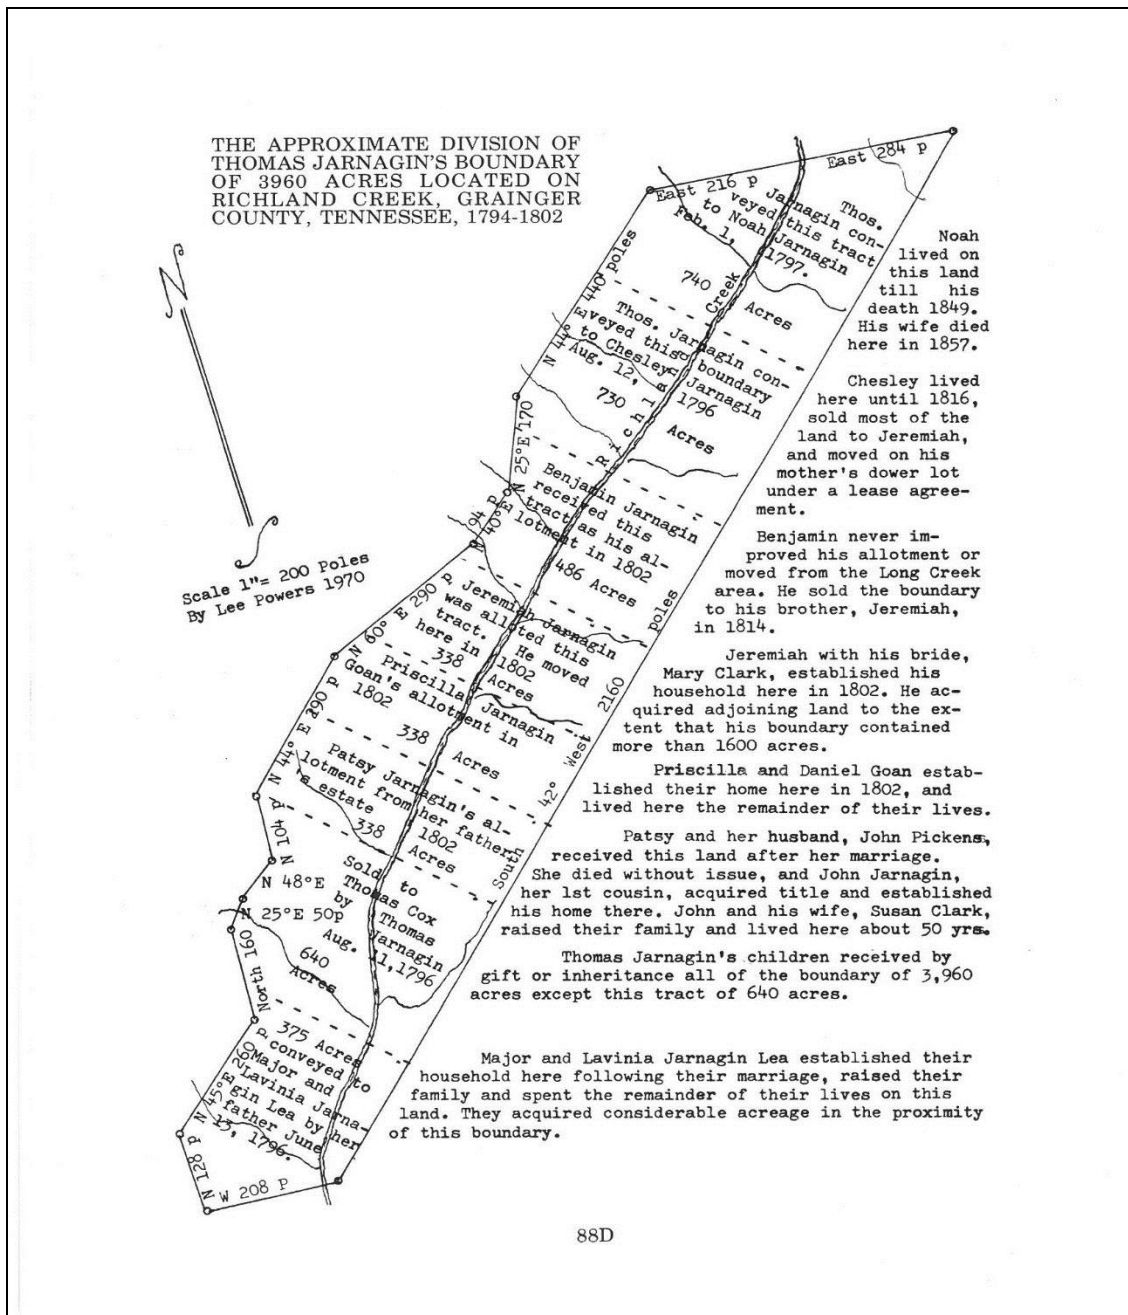 THE APPROXIMATE DIVISION OF
THOMAS JARNAGIN'S BOUNDARY
OF 3960 ACRES LOCATED ON
RICHLAND CREEK, GRAINGER
COUNTY, TENNESSEE, 1794-1802
N
S
Scale 1"= 200 Poles
By Lee Powers 1970
East 216 P
East 284 p
Thos.
Jarnagin con-
veyed this tract
to Noah Jarnagin
Feb. 1, 1797.
740 Acres
N 44° E 440 poles
Thos. Jarnagin con-
veyed this boundary
to Chesley Jarnagin
Aug. 12, 1796
730 Acres
Richland Creek
N 25°E 170
Benjamin Jarnagin
received this
tract as his al-
lotment in 1802
486 Acres
N 40° E 94 P
Jeremiah Jarnagin
was alloted this
tract. He moved
here in 1802
338 Acres
N 60° E 290 P
Priscilla Jarnagin
Goan's allotment in
1802
338 Acres
N 44° E 290 P
Patsy Jarnagin's al-
lotment from her father,
's estate 1802
338 Acres
N 104 P
N 48°E
N 25°E 50p
Sold to
Thomas Cox
by Thomas
Jarnagin
Aug. 11,1796
640
Acres
North 160
375 Acres
conveyed to
Major and
Lavinia Jarna-
gin Lea by her
father June
13, 1796.
N 45° E 260 P
N 128 P
W 208 P
South 42° West 2160 poles
Noah
lived on
this land
till his
death 1849.
His wife died
here in 1857.
Chesley lived
here until 1816,
sold most of the
land to Jeremiah,
and moved on his
mother's dower lot
under a lease agree-
ment.
Benjamin never im-
proved his allotment or
moved from the Long Creek
area. He sold the boundary
to his brother, Jeremiah,
in 1814.
Jeremiah with his bride,
Mary Clark, established his
household here in 1802. He ac-
quired adjoining land to the ex-
tent that his boundary contained
more than 1600 acres.
Priscilla and Daniel Goan estab-
lished their home here in 1802, and
lived here the remainder of their lives.
Patsy and her husband, John Pickens,
received this land after her marriage.
She died without issue, and John Jarnagin,
her 1st cousin, acquired title and established
his home there. John and his wife, Susan Clark,
raised their family and lived here about 50 yrs.
Thomas Jarnagin's children received by
gift or inheritance all of the boundary of 3,960
acres except this tract of 640 acres.
Major and Lavinia Jarnagin Lea established their
household here following their marriage, raised their
family and spent the remainder of their lives on this
land. They acquired considerable acreage in the proximity
of this boundary.
88D